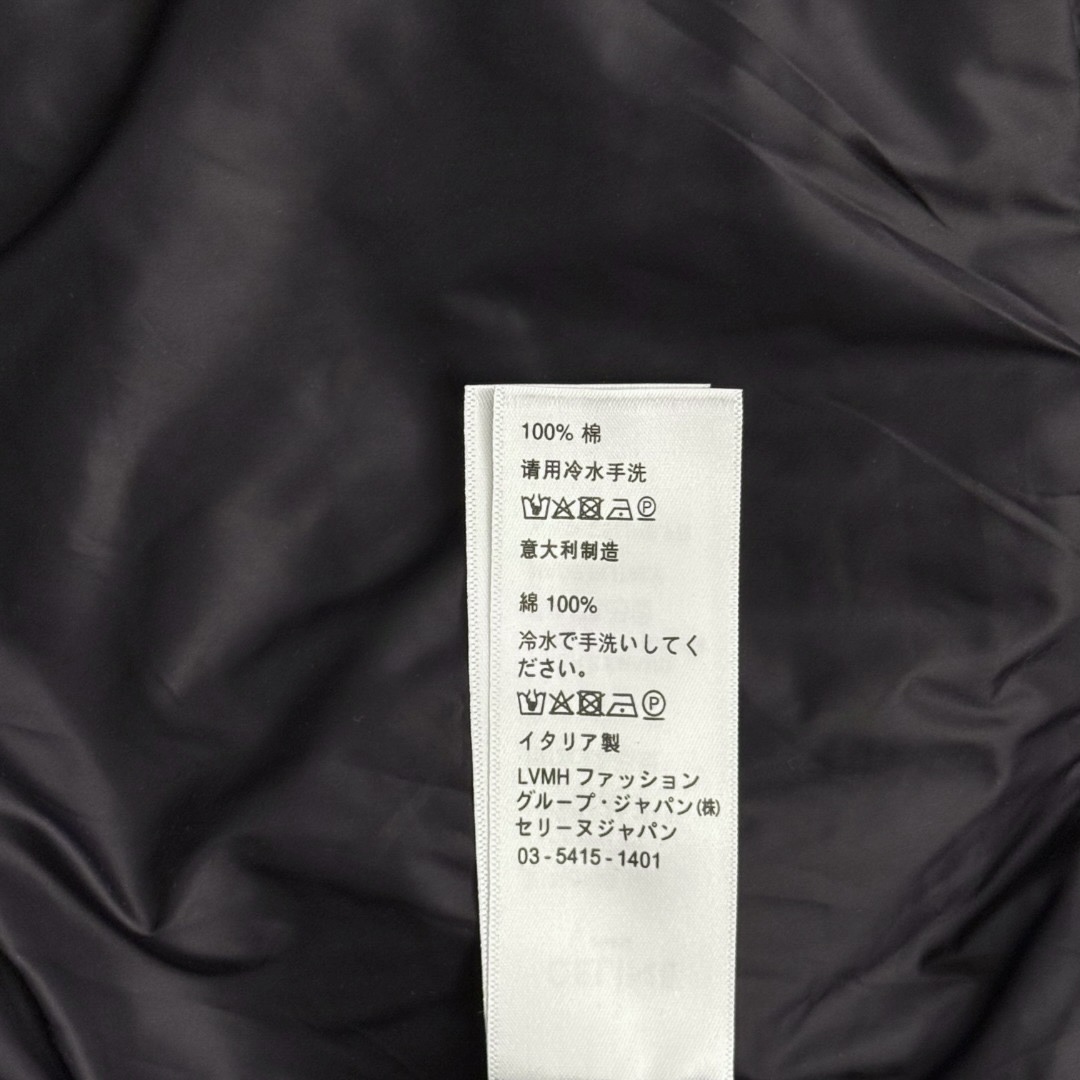 100% 棉
请用冷水手洗
P
意大利制造
綿 100%
冷水で手洗いしてく
ださい。
P
イタリア製
LVMH ファッション
グループ・ジャパン(株)
セリーヌジャパン
03 - 5415 - 1401